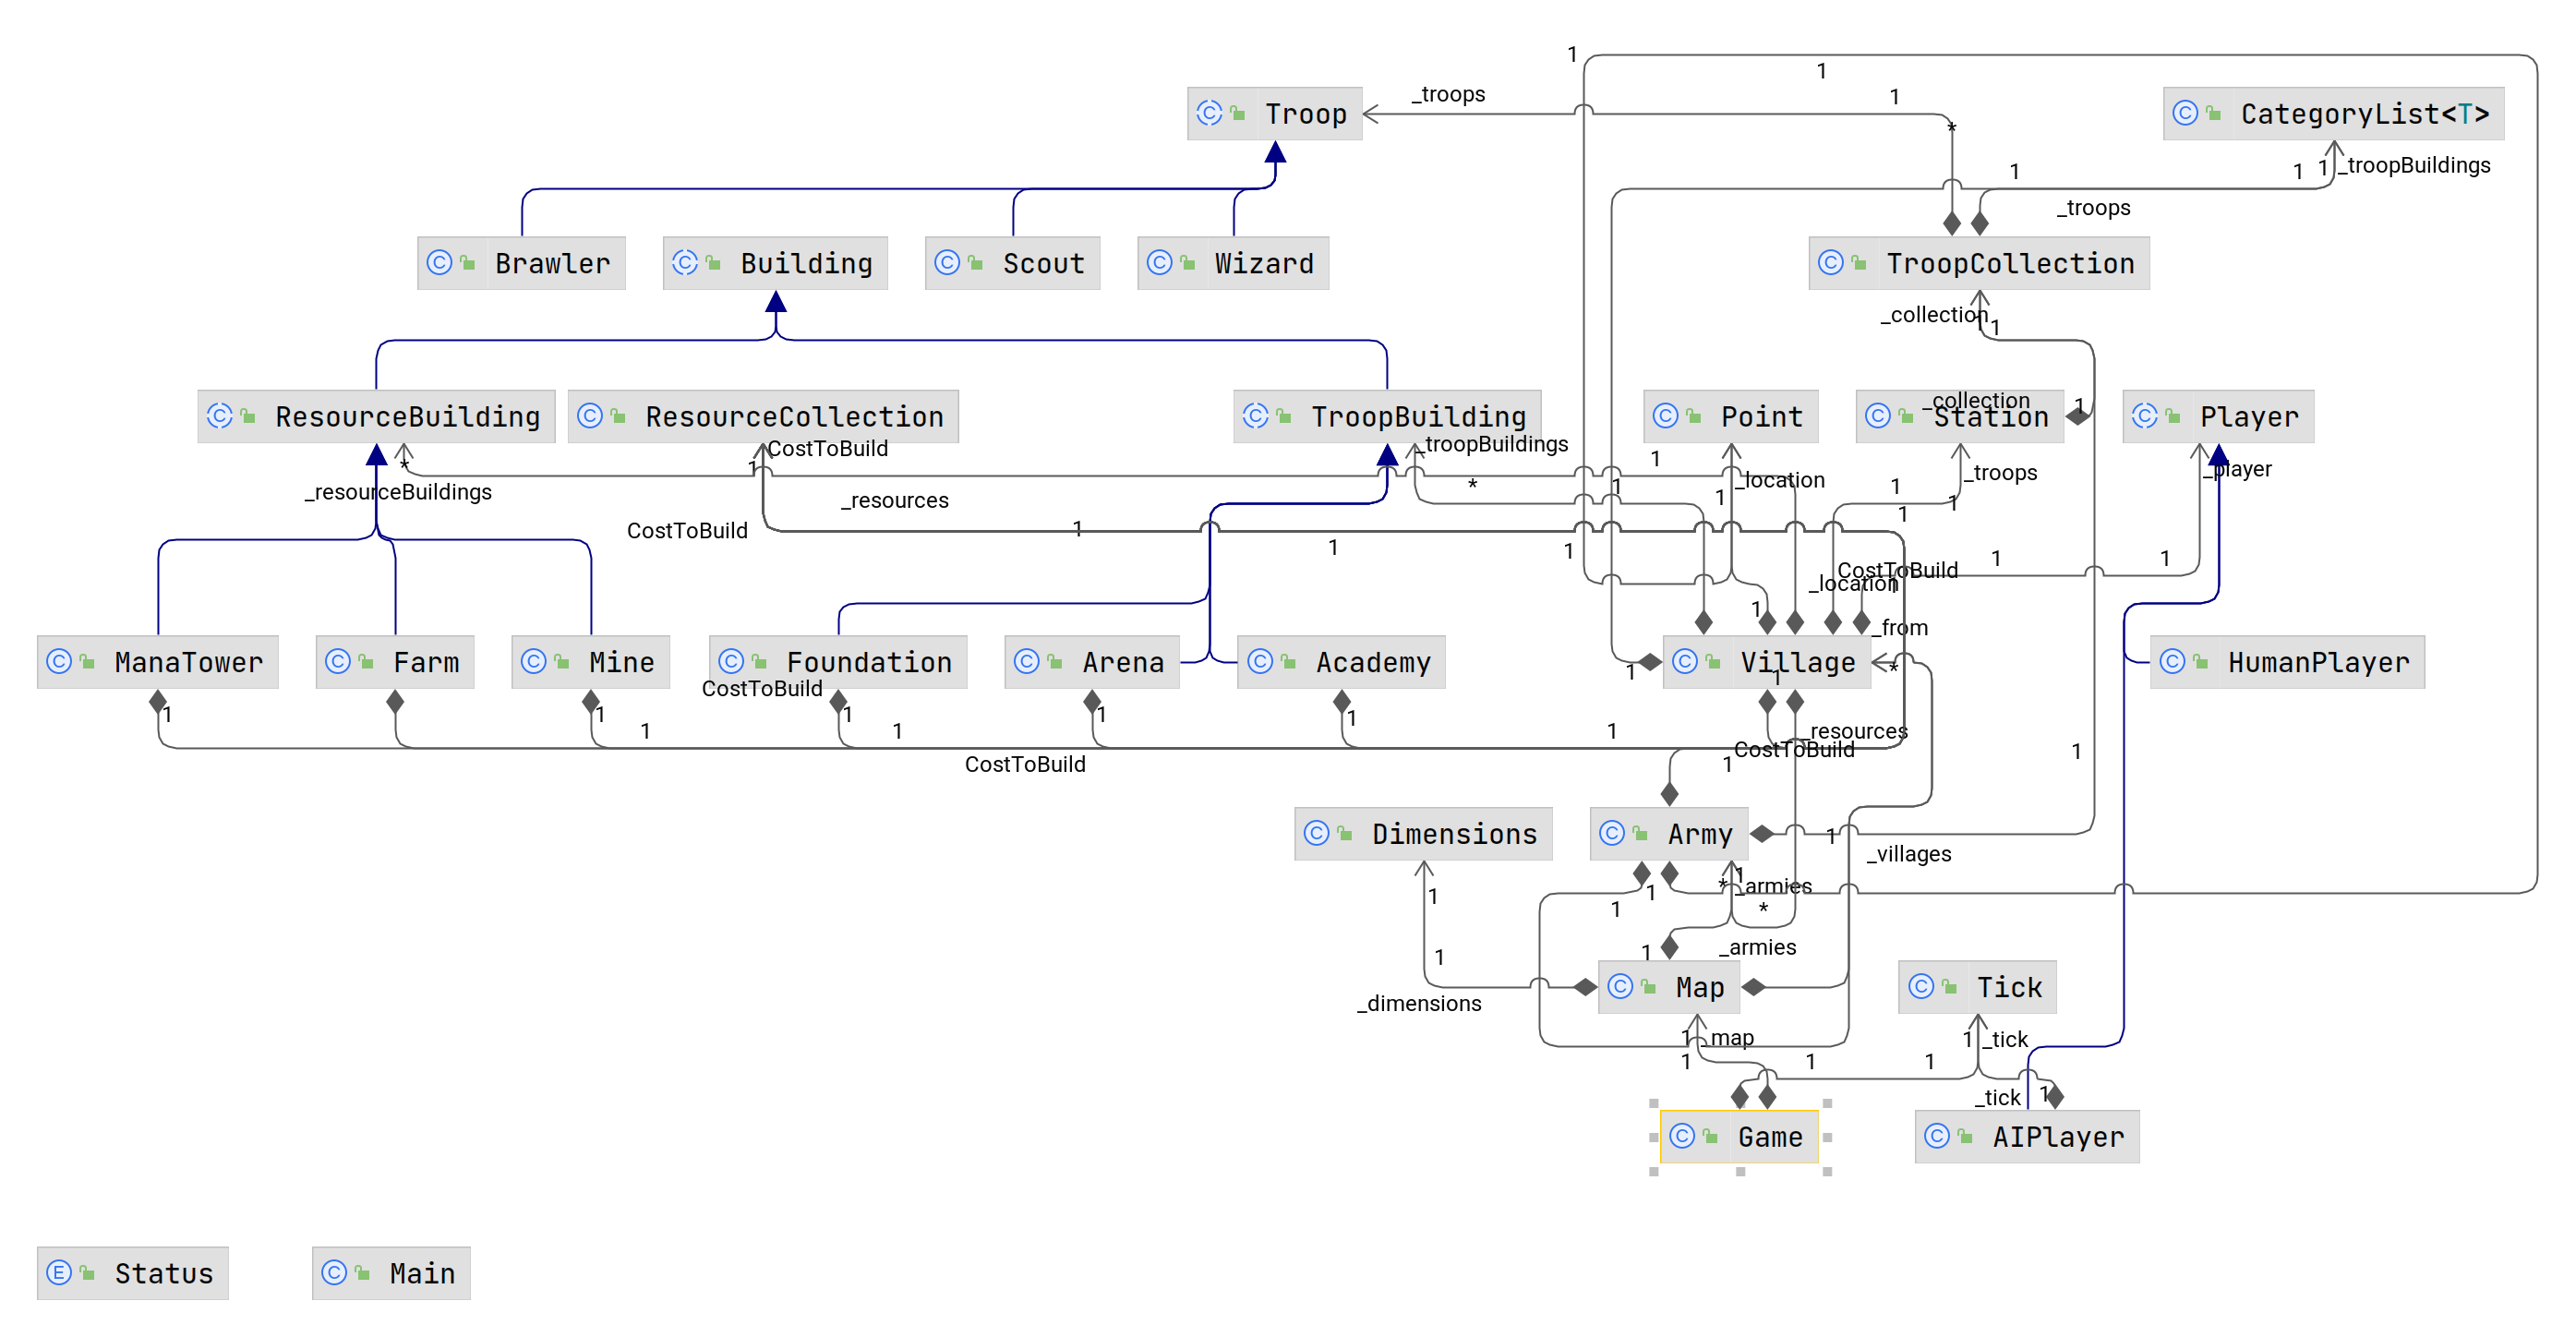 1
1
_troops
1
Troop
CategoryList<T>
*
_troopBuildings
1
1
1
_troops
Brawler
Building
Scout
Wizard
TroopCollection
_collection
1
1
_collection
1
ResourceBuilding
ResourceCollection
TroopBuilding
Point
Station
Player
CostToBuild
_troopBuildings
1
*
1
_player
_troops
_location
_resourceBuildings
_resources
*
1
1
1
1
CostToBuild
1
1
1
1
1
1
CostToBuild
_location
1
1
_from
ManaTower
Farm
Mine
Foundation
Arena
Academy
Village
HumanPlayer
1
*
1
CostToBuild
1
1
1
1
1
1
1
1
_resources
CostToBuild
1
1
CostToBuild
Dimensions
Army
1
_villages
1
*
_armies
1
1
1
*
1
1
_armies
Map
Tick
_dimensions
1
_map
1
_tick
1
1
1
_tick
1
Game
AIPlayer
Status
Main